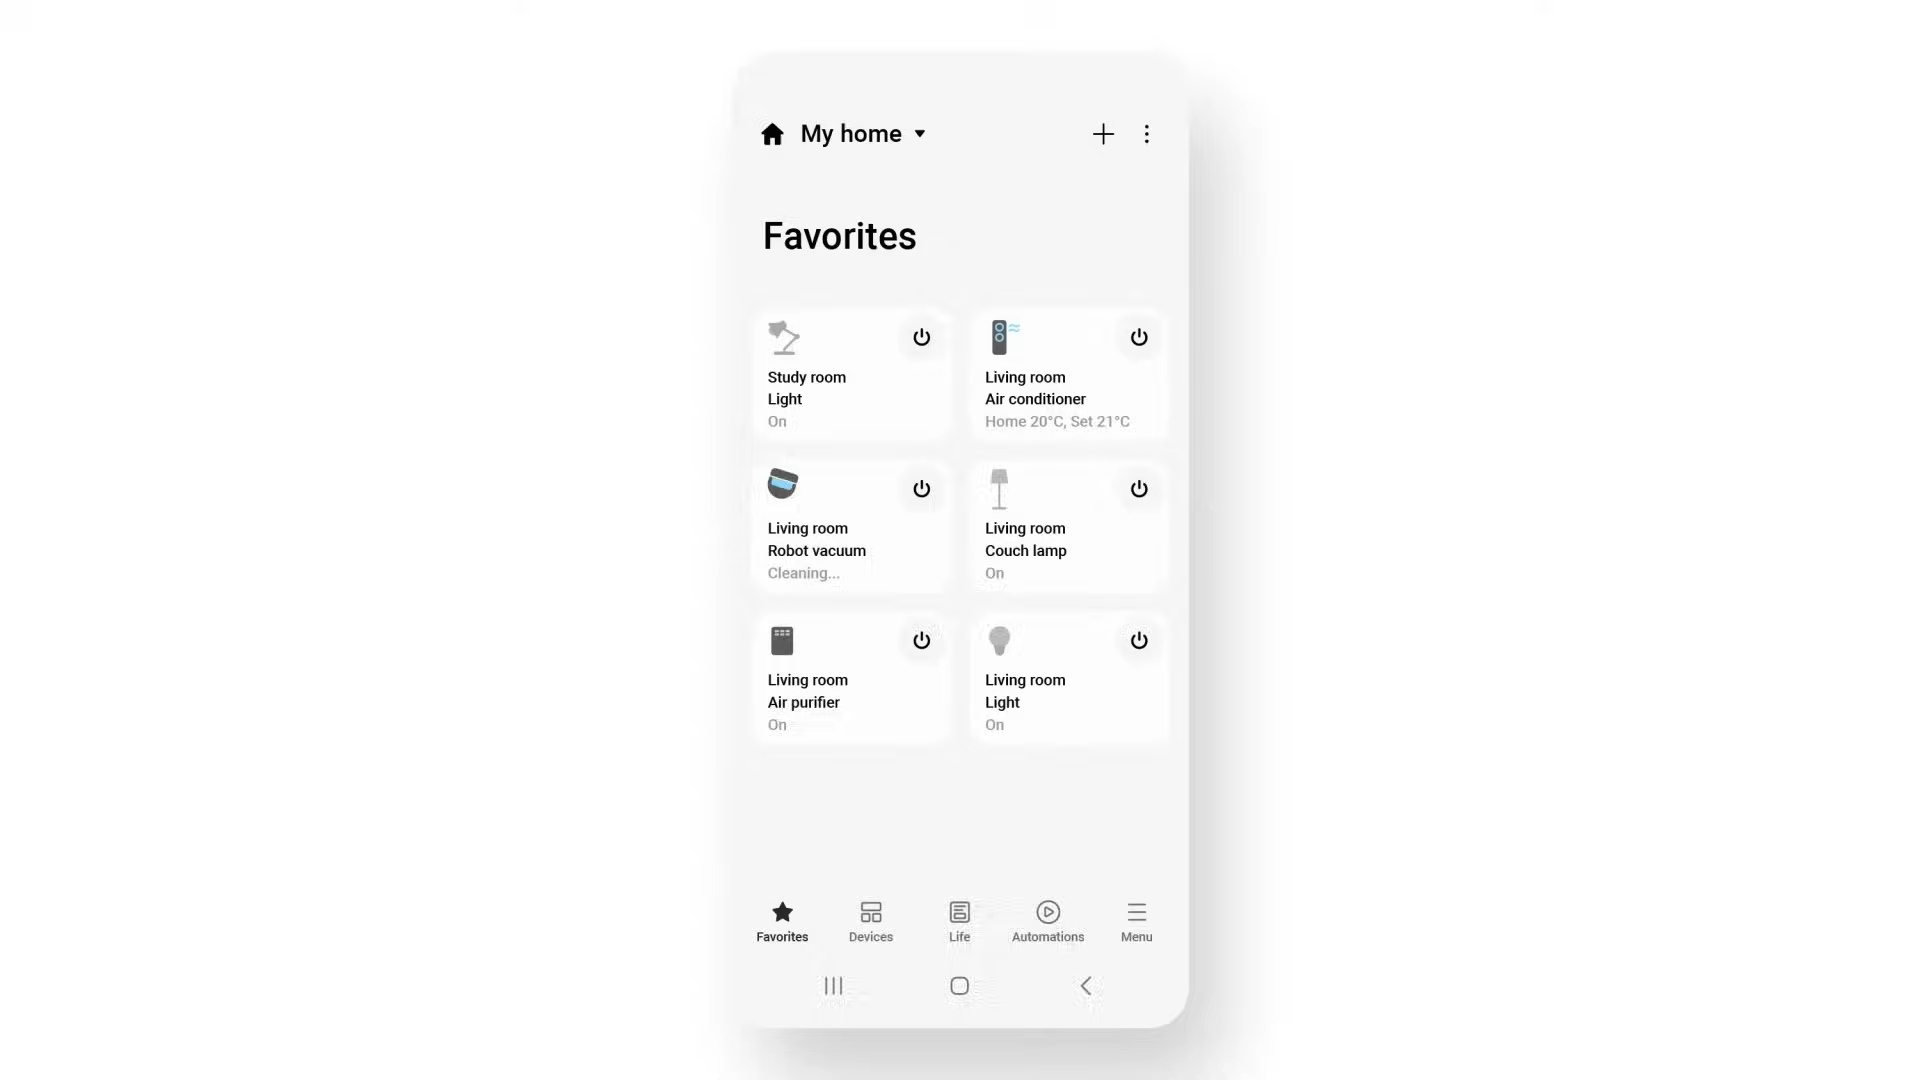 My home
Favorites
Study room
Light
On
Living room
Air conditioner
Home 20°C, Set 21°C
Living room
Robot vacuum
Cleaning...
Living room
Couch lamp
On
Living room
Air purifier
On
Living room
Light
On
Favorites
Devices
Life
Automations
Menu